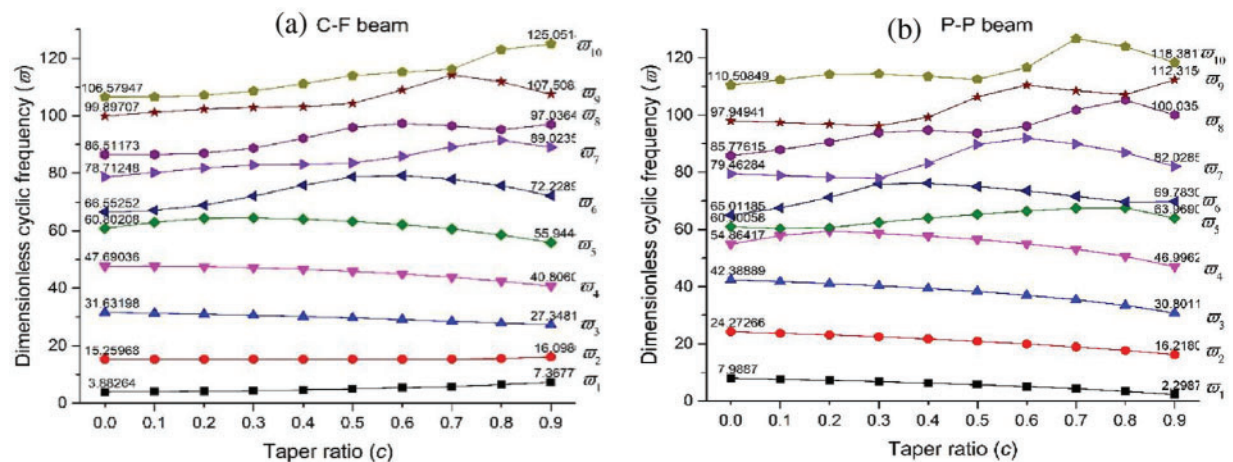 (a) C-F beam
Dimensionless cyclic frequency (ϖ)
120
100
80
60
40
20
0
106.57947
99.89707
86.51173
78.71248
66.55252
60.80208
47.69036
31.63198
15.25968
3.88264
125.051
107.508
97.0364
89.0235
72.2289
55.944
40.8060
27.3481
16.098
7.3677
ϖ10
ϖ9
ϖ8
ϖ7
ϖ6
ϖ5
ϖ4
ϖ3
ϖ2
ϖ1
0.0 0.1 0.2 0.3 0.4 0.5 0.6 0.7 0.8 0.9
Taper ratio (c)
(b) P-P beam
Dimensionless cyclic frequency (ϖ)
120
100
80
60
40
20
0
110.50849
97.94941
85.77615
79.46284
65.01185
54.86417
42.38889
24.27266
7.9887
118.381
112.315
100.035
82.028
69.7830
46.9962
30.8011
16.2180
2.2987
ϖ10
ϖ9
ϖ8
ϖ7
ϖ6
ϖ5
ϖ4
ϖ3
ϖ2
ϖ1
0.0 0.1 0.2 0.3 0.4 0.5 0.6 0.7 0.8 0.9
Taper ratio (c)